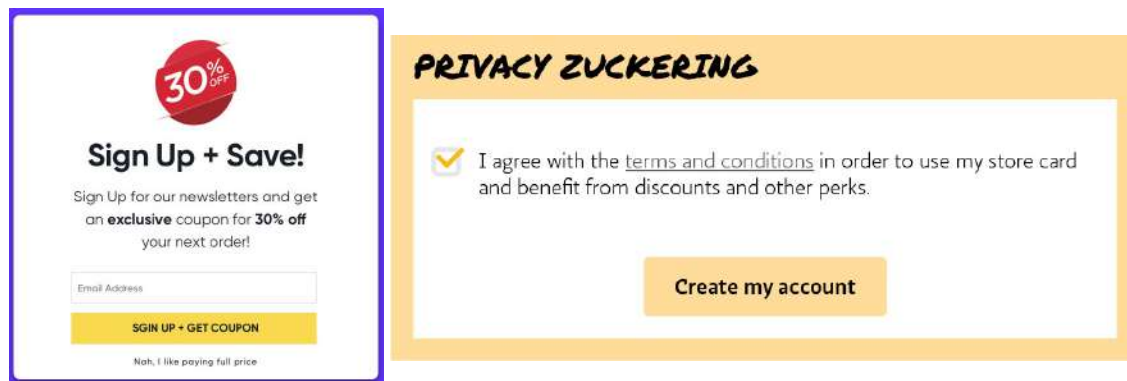 30%
OFF
Sign Up + Save!
Sign Up for our newsletters and get
an exclusive coupon for 30% off
your next order!
Email Address
SGIN UP + GET COUPON
Nah, I like paying full price
PRIVACY ZUCKERING
I agree with the terms and conditions in order to use my store card
and benefit from discounts and other perks.
Create my account